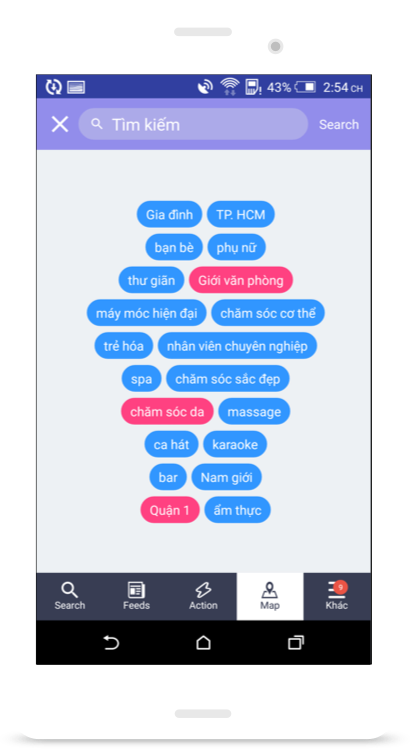 43% 2:54 CH
Tìm kiếm Search
Gia đình TP. HCM
bạn bè phụ nữ
thư giãn Giới văn phòng
máy móc hiện đại chăm sóc cơ thể
trẻ hóa nhân viên chuyên nghiệp
spa chăm sóc sắc đẹp
chăm sóc da massage
ca hát karaoke
bar Nam giới
Quận 1 ẩm thực
9
Search Feeds Action Map Khác